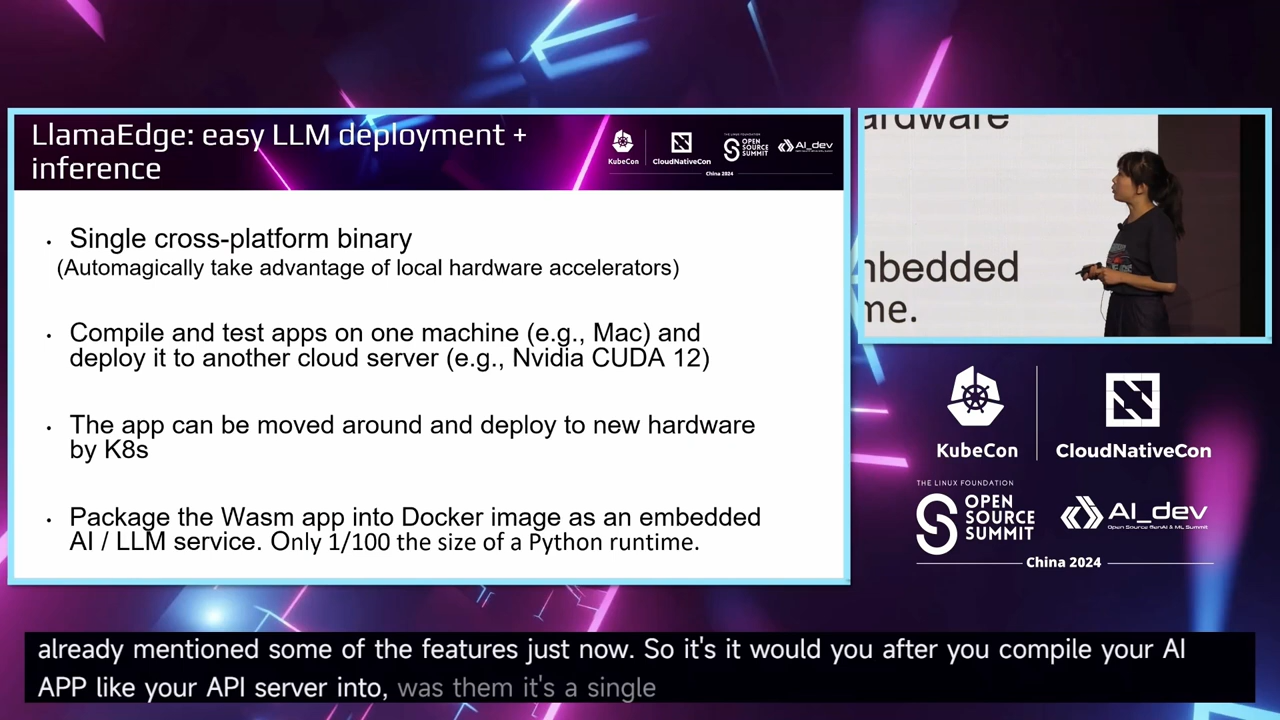 LlamaEdge: easy LLM deployment +
inference
KubeCon
CloudNativeCon
THE LINUX FOUNDATION
OPEN
SOURCE
SUMMIT
AI_dev
China 2024
• Single cross-platform binary
(Automagically take advantage of local hardware accelerators)
• Compile and test apps on one machine (e.g., Mac) and
deploy it to another cloud server (e.g., Nvidia CUDA 12)
• The app can be moved around and deploy to new hardware
by K8s
• Package the Wasm app into Docker image as an embedded
AI / LLM service. Only 1/100 the size of a Python runtime.
ardware
mbedded
me.
KubeCon
CloudNativeCon
THE LINUX FOUNDATION
OPEN
SOURCE
SUMMIT
AI_dev
Open Source GenAI & ML Summit
China 2024
already mentioned some of the features just now. So it's it would you after you compile your AI
APP like your API server into, was them it's a single